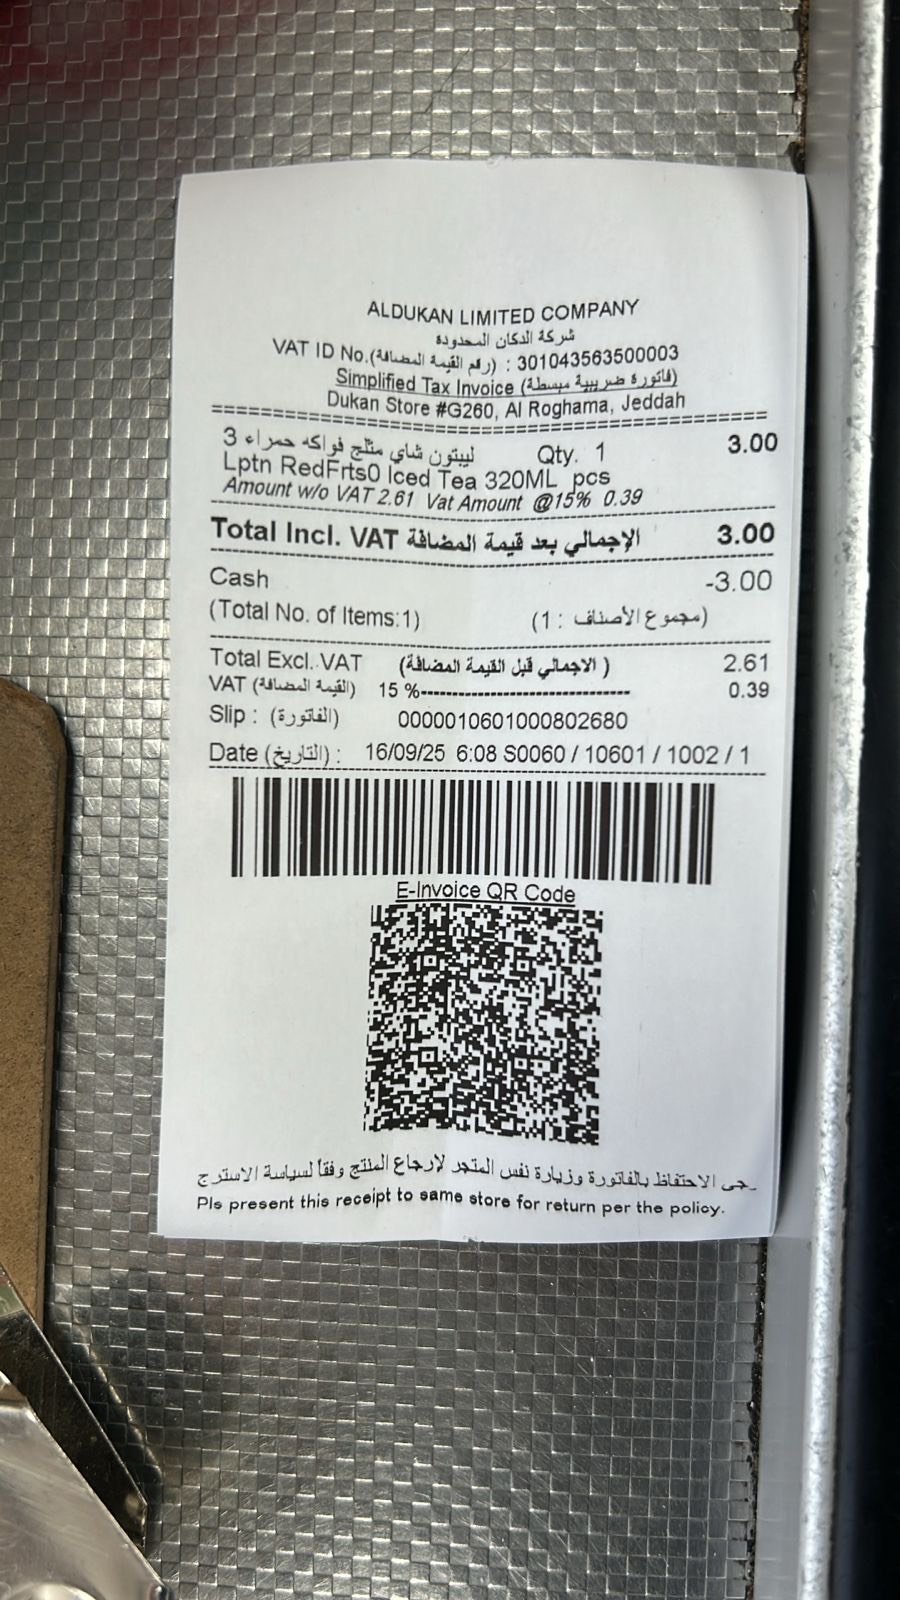 ALDUKAN LIMITED COMPANY
شركة الدكان المحدودة
VAT ID No.(رقم القيمة المضافة) : 301043563500003
Simplified Tax Invoice (فاتورة ضريبية مبسطة)
Dukan Store #G260, Al Roghama, Jeddah
ليبتون شاي مثلج فواكه حمراء 3 Qty. 1 3.00
Lptn RedFrts0 Iced Tea 320ML pcs
Amount w/o VAT 2.61 Vat Amount @15% 0.39
Total Incl. VAT الإجمالي بعد قيمة المضافة 3.00
Cash -3.00
(Total No. of Items:1) (مجموع الأصناف : 1)
Total Excl. VAT (الاجمالي قبل القيمة المضافة ) 2.61
VAT (القيمة المضافة) 15 %------------------------------ 0.39
Slip : (الفاتورة) 0000010601000802680
Date (التاريخ) : 16/09/25 6:08 S0060 / 10601 / 1002 / 1
E-Invoice QR Code
جى الاحتفاظ بالفاتورة وزيارة نفس المتجر لإرجاع المنتج وفقاً لسياسة الاسترج
Pls present this receipt to same store for return per the policy.